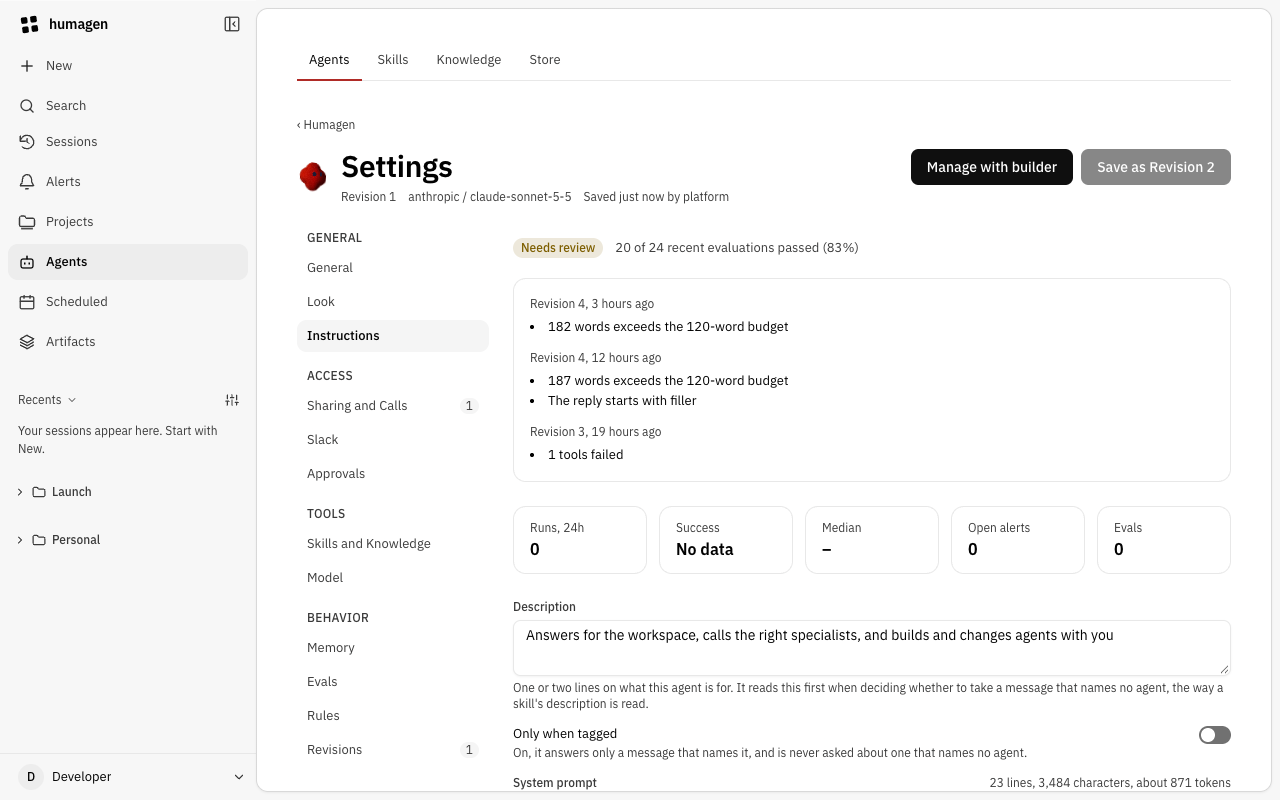 humagen
New
Search
Sessions
Alerts
Projects
Agents
Scheduled
Artifacts
Recents
Your sessions appear here. Start with
New.
Launch
Personal
D Developer
Agents Skills Knowledge Store
‹ Humagen
Settings
Revision 1 anthropic / claude-sonnet-5-5 Saved just now by platform
Manage with builder
Save as Revision 2
GENERAL
General
Look
Instructions
ACCESS
Sharing and Calls 1
Slack
Approvals
TOOLS
Skills and Knowledge
Model
BEHAVIOR
Memory
Evals
Rules
Revisions 1
Needs review 20 of 24 recent evaluations passed (83%)
Revision 4, 3 hours ago
• 182 words exceeds the 120-word budget
Revision 4, 12 hours ago
• 187 words exceeds the 120-word budget
• The reply starts with filler
Revision 3, 19 hours ago
• 1 tools failed
Runs, 24h Success Median Open alerts Evals
0 No data – 0 0
Description
Answers for the workspace, calls the right specialists, and builds and changes agents with you
One or two lines on what this agent is for. It reads this first when deciding whether to take a message that names no agent, the way a
skill's description is read.
Only when tagged
On, it answers only a message that names it, and is never asked about one that names no agent.
System prompt 23 lines, 3,484 characters, about 871 tokens